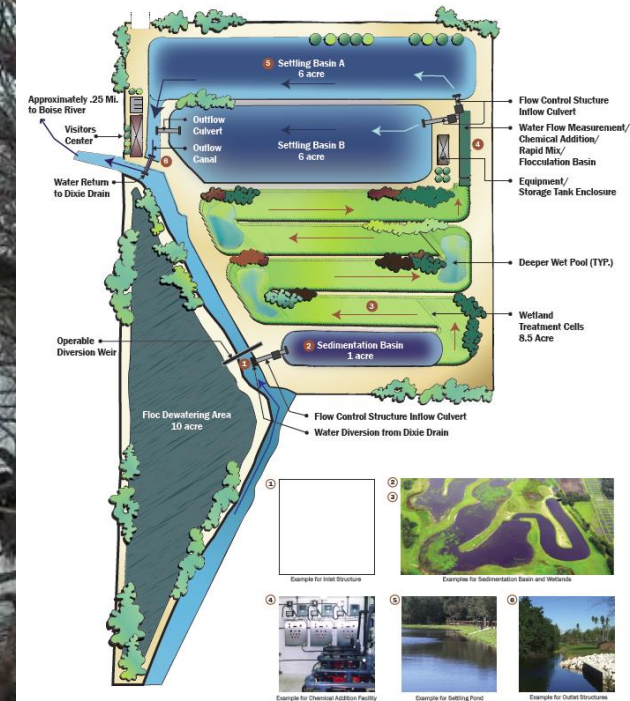 5 Settling Basin A
6 acre
Approximately .25 Mi.
to Boise River
Visitors
Center
Outflow
Culvert
Ouflow
Canal
6
Water Return
to Dixie Drain
Settling Basin B
6 acre
Flow Control Stucture
Inflow Culvert
Water Flow Measurement/
Chemical Addition/
Rapid Mix/
Flocculation Basin
4
Equipment/
Storage Tank Enclosure
Deeper Wet Pool (TYP.)
3
Wetland
Treatment Cells
8.5 Acre
Operable
Diversion Weir
2 Sedimentation Basin
1 acre
1
Floc Dewatering Area
10 acre
Flow Control Structure Inflow Culvert
Water Diversion from Dixie Drain
1
Example for Inlet Structure
2
3
Examples for Sedimentation Basin and Wetlands
4
Example for Chemical Addition Facility
5
Example for Settling Pond
6
Example for Outlet Structures